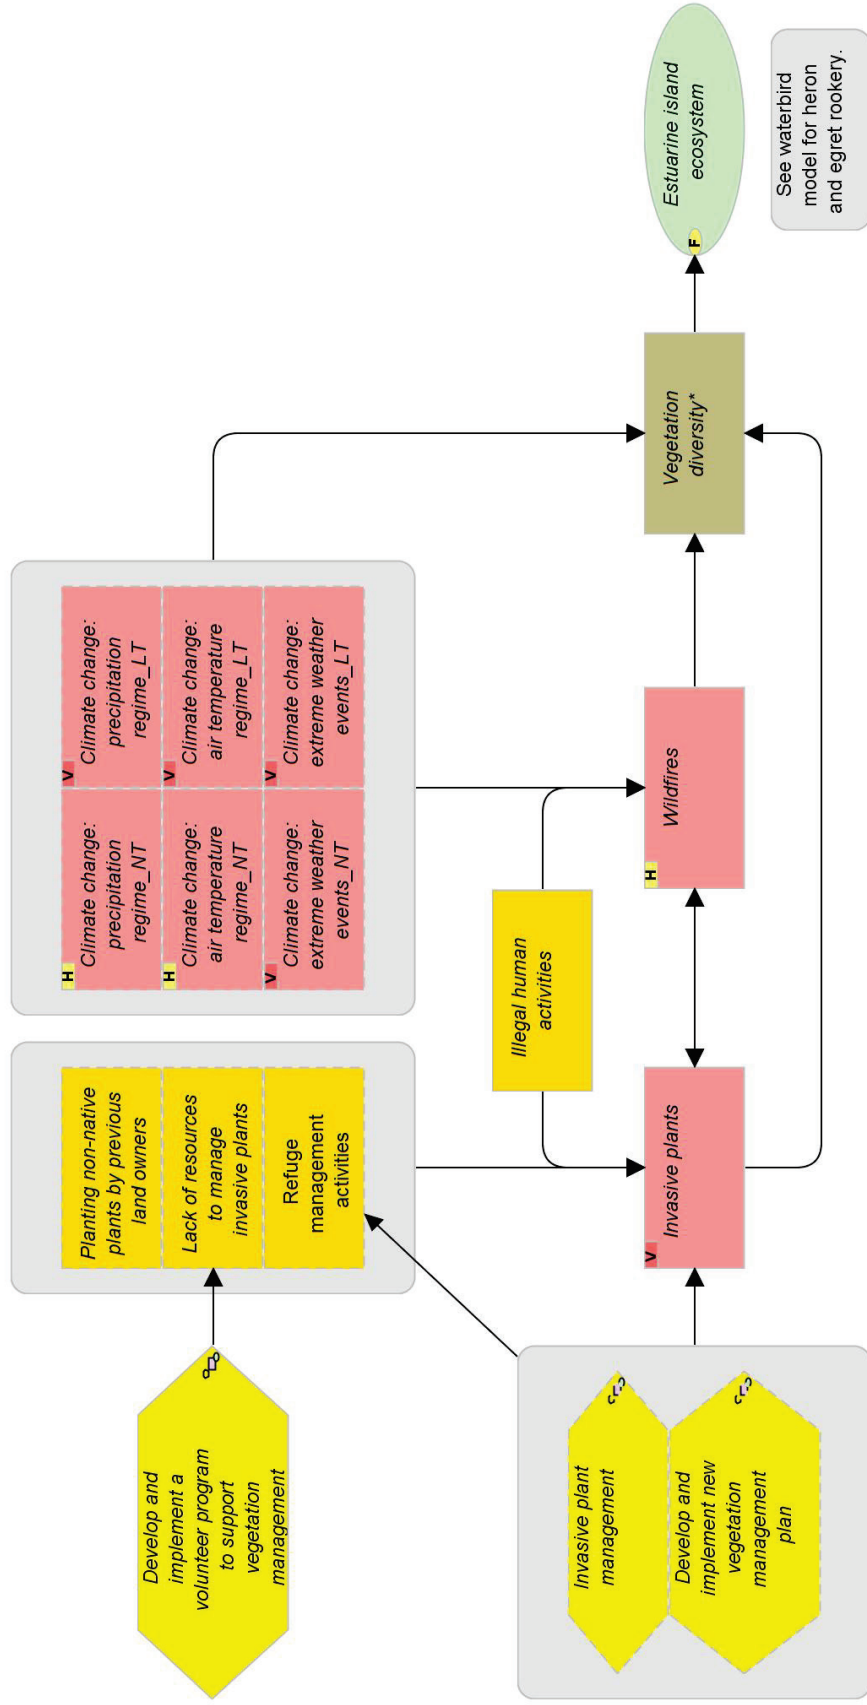 Develop and
implement a
volunteer program
to support
vegetation
management
Invasive plant
management
Develop and
implement new
vegetation
management
plan
Planting non-native
plants by previous
land owners
Lack of resources
to manage
invasive plants
Refuge
management
activities
H
Climate change:
precipitation
regime_NT
V
Climate change:
precipitation
regime_LT
H
Climate change:
air temperature
regime_NT
V
Climate change:
air temperature
regime_LT
V
Climate change:
extreme weather
events_NT
V
Climate change:
extreme weather
events_LT
Illegal human
activities
V
Invasive plants
H
Wildfires
Vegetation
diversity*
F
Estuarine island
ecosystem
See waterbird
model for heron
and egret rookery.